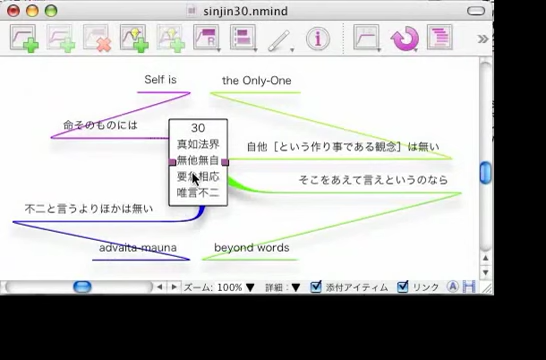 sinjin30.nmind
Self is
the Only-One
命そのものには
30
真如法界
無他無自
要急相応
唯言不二
自他［という作り事である観念］は無い
そこをあえて言えというのなら
不二と言うよりほかは無い
advaita-mauna
beyond words
ズーム: 100%
詳細:
添付アイティム
リンク